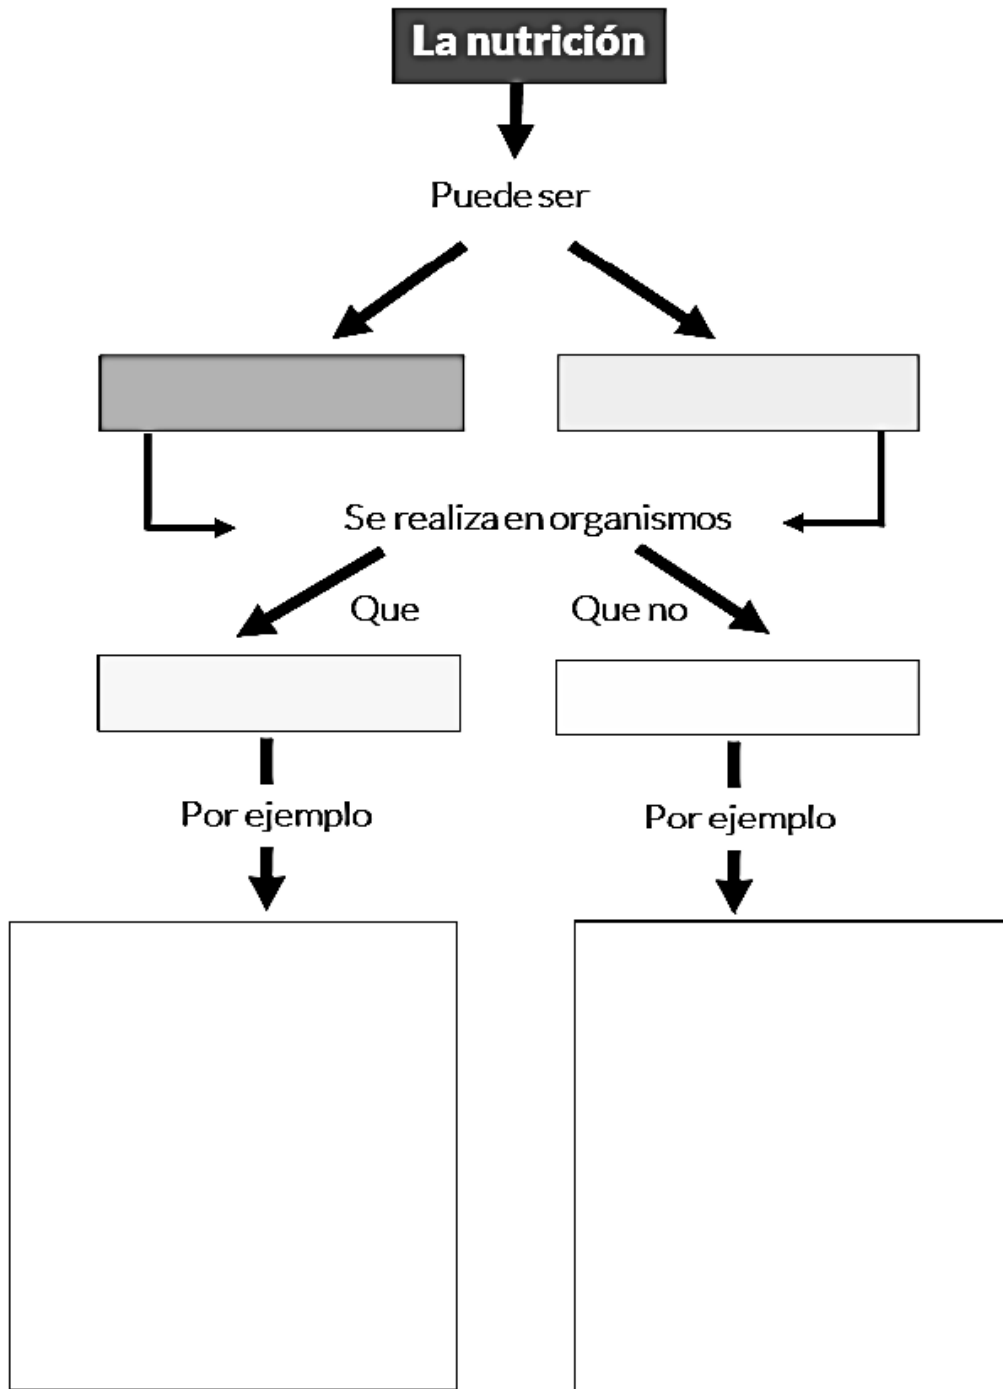 La nutrición
Puede ser
Se realiza en organismos
Que
Que no
Por ejemplo
Por ejemplo